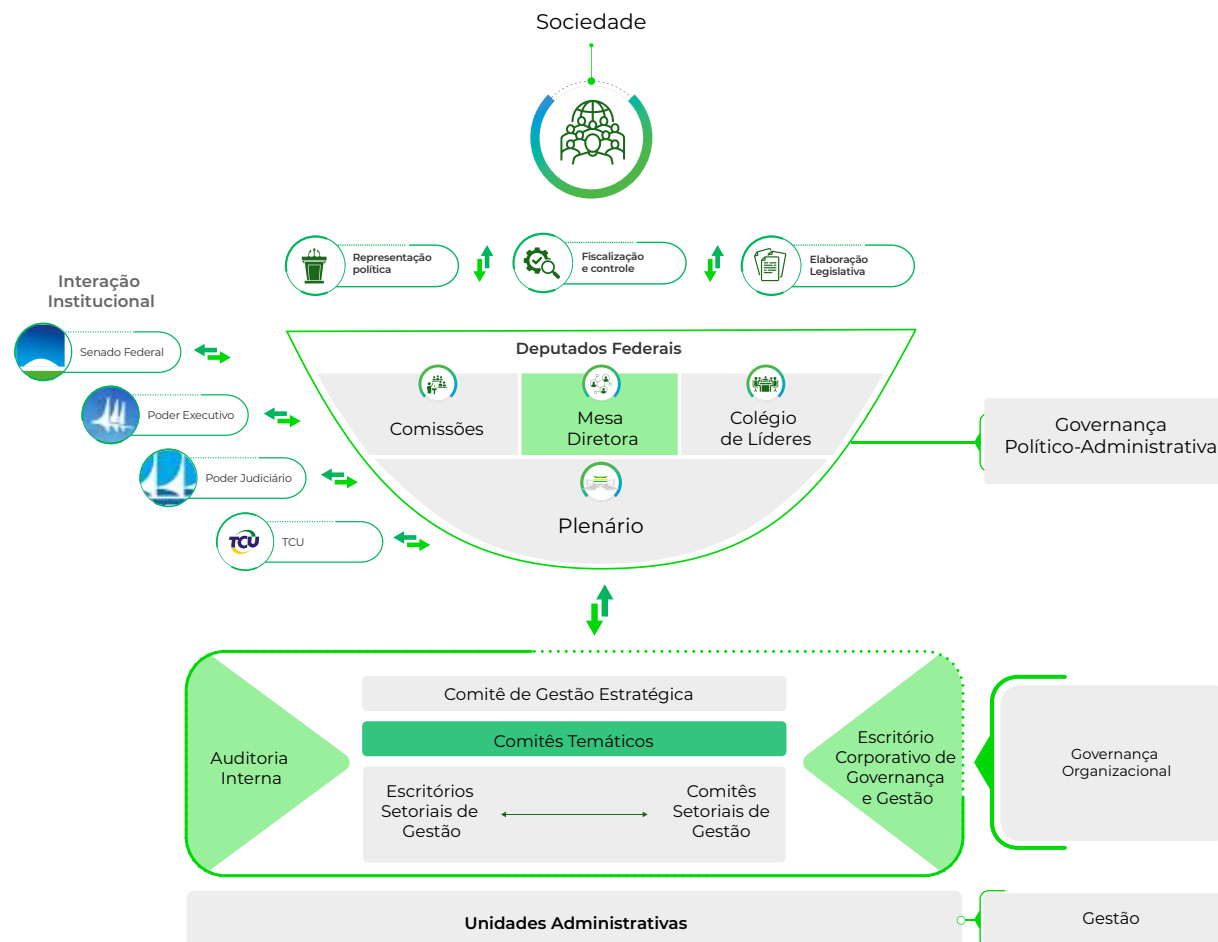 Sociedade
Representação
política
Fiscalização
e controle
Elaboração
Legislativa
Interação
Institucional
Senado Federal
Poder Executivo
Poder Judiciário
TCU
TCU
Deputados Federais
Comissões
Mesa
Diretora
Colégio
de Líderes
Plenário
Governança
Político-Administrativa
Comitê de Gestão Estratégica
Comitês Temáticos
Auditoria
Interna
Escritórios
Setoriais de
Gestão
Comitês
Setoriais de
Gestão
Escritório
Corporativo de
Governança
e Gestão
Governança
Organizacional
Unidades Administrativas
Gestão